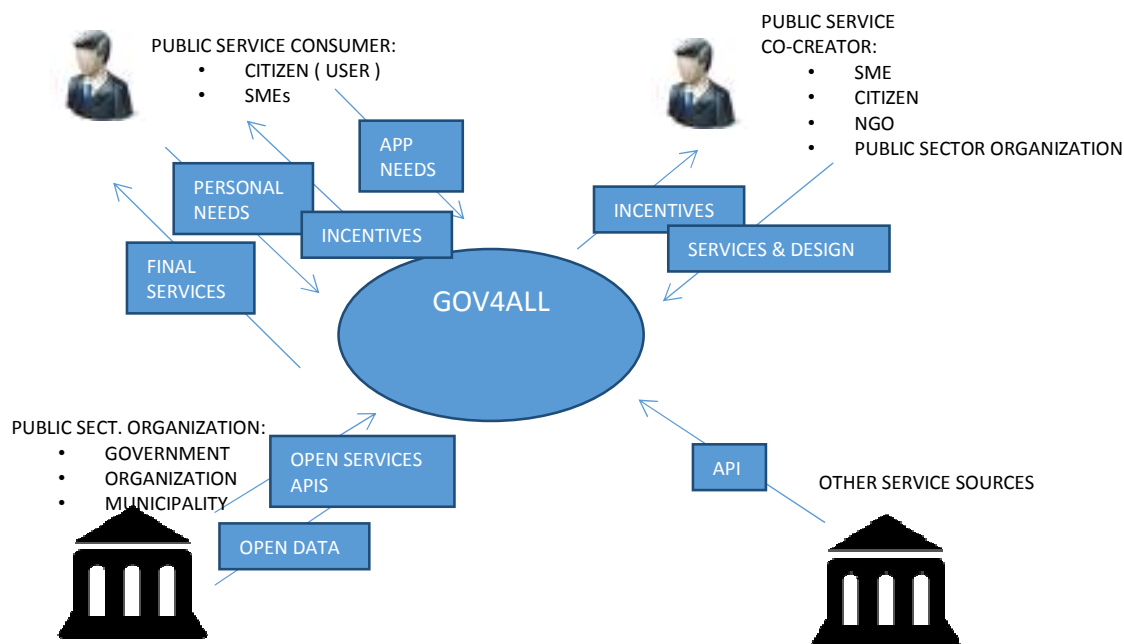 PUBLIC SERVICE CONSUMER:
• CITIZEN ( USER )
• SMEs
PUBLIC SERVICE
CO-CREATOR:
• SME
• CITIZEN
• NGO
• PUBLIC SECTOR ORGANIZATION
APP
NEEDS
PERSONAL
NEEDS
INCENTIVES
FINAL
SERVICES
INCENTIVES
SERVICES & DESIGN
GOV4ALL
PUBLIC SECT. ORGANIZATION:
• GOVERNMENT
• ORGANIZATION
• MUNICIPALITY
OPEN SERVICES
APIS
OPEN DATA
API
OTHER SERVICE SOURCES